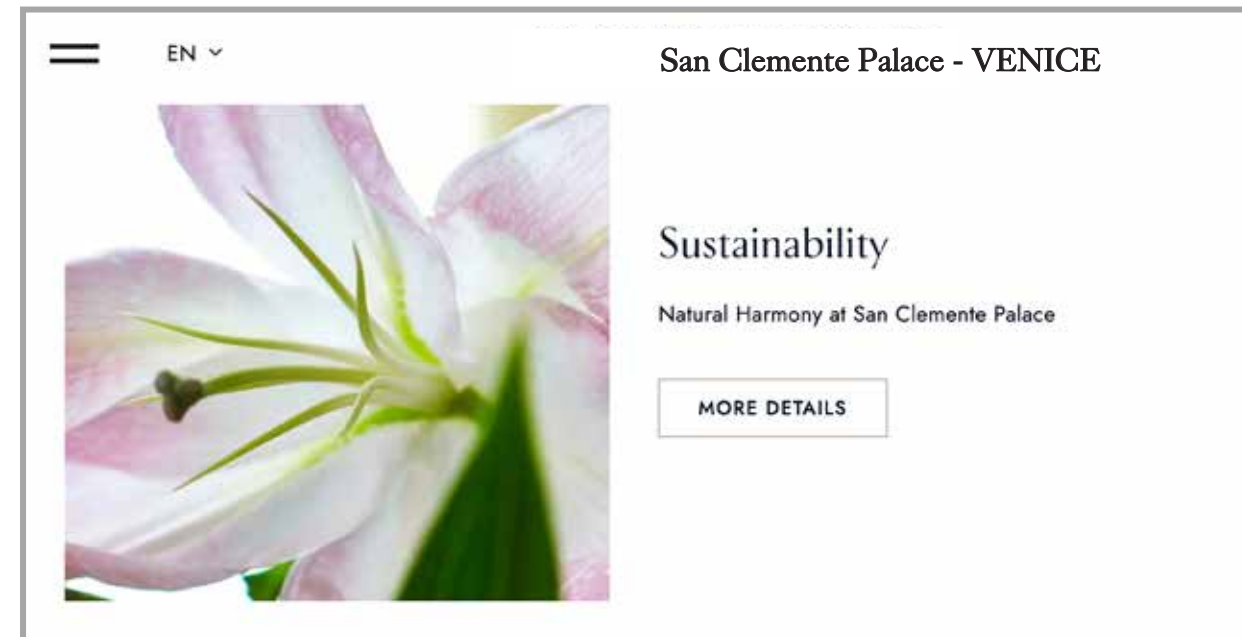 EN
San Clemente Palace - VENICE
Sustainability
Natural Harmony at San Clemente Palace
MORE DETAILS